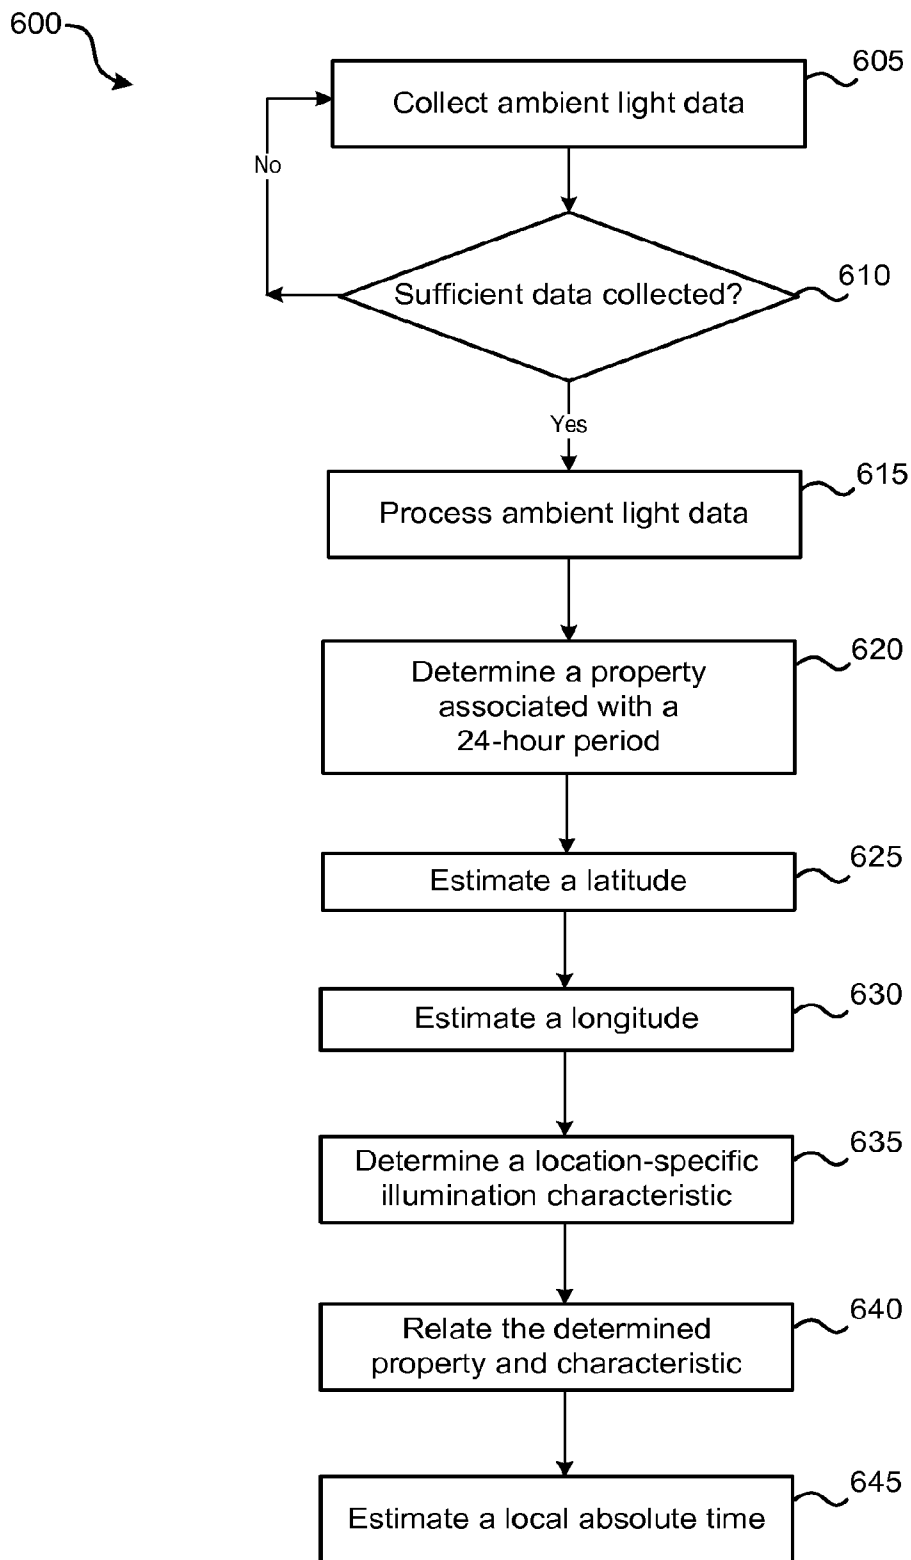 600
605
Collect ambient light data
No
610
Sufficient data collected?
Yes
615
Process ambient light data
620
Determine a property
associated with a
24-hour period
625
Estimate a latitude
630
Estimate a longitude
635
Determine a location-specific
illumination characteristic
640
Relate the determined
property and characteristic
645
Estimate a local absolute time